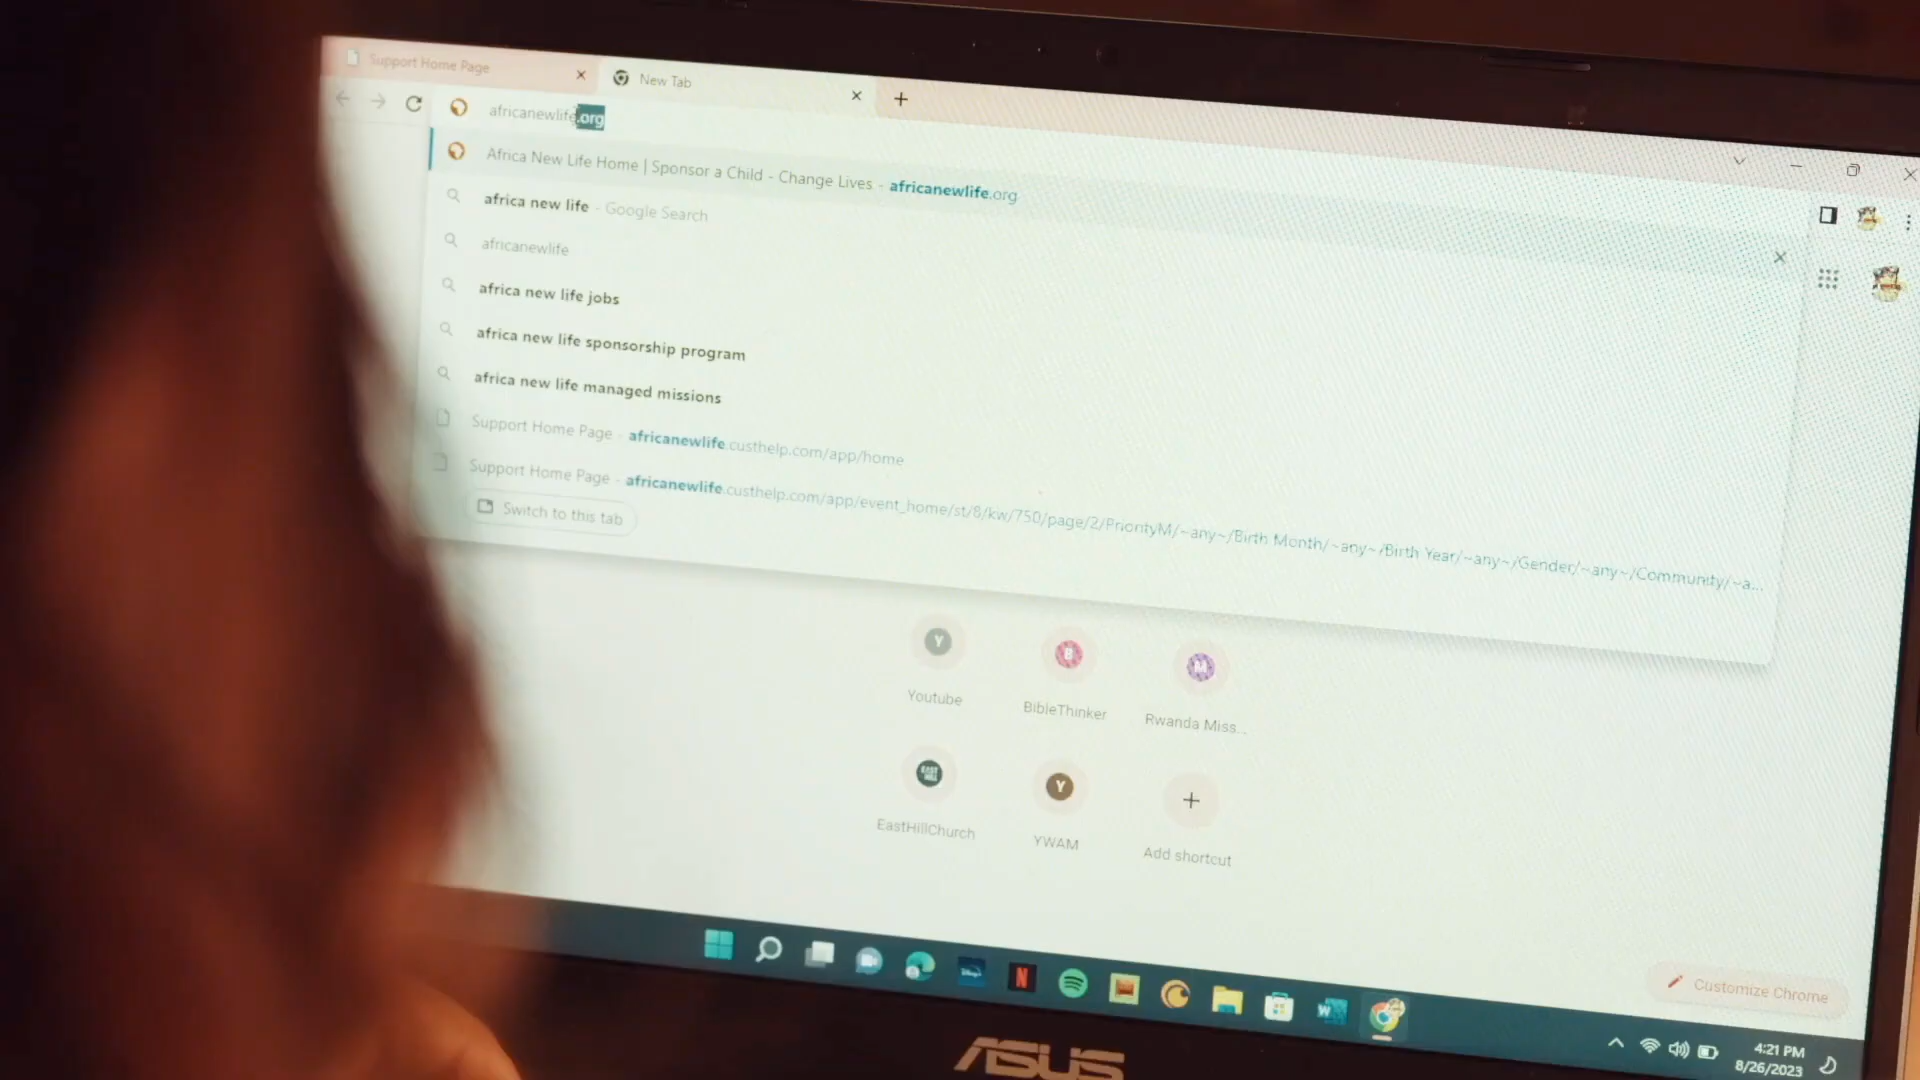 Support Home Page
New Tab
africanewlife.org
Africa New Life Home | Sponsor a Child - Change Lives - africanewlife.org
africa new life - Google Search
africanewlife
africa new life jobs
africa new life sponsorship program
africa new life managed missions
Support Home Page - africanewlife.custhelp.com/app/home
Support Home Page - africanewlife.custhelp.com/app/event_home/st/8/kw/750/page/2/PriorityM/~any~/Birth Month/~any~/Birth Year/~any~/Gender/~any~/Community/~a...
Switch to this tab
Y
B
M
Youtube
BibleThinker
Rwanda Miss...
EAST HILL
Y
EastHillChurch
YWAM
Add shortcut
Customize Chrome
Disney+
N
W
4:21 PM
8/26/2023
ASUS